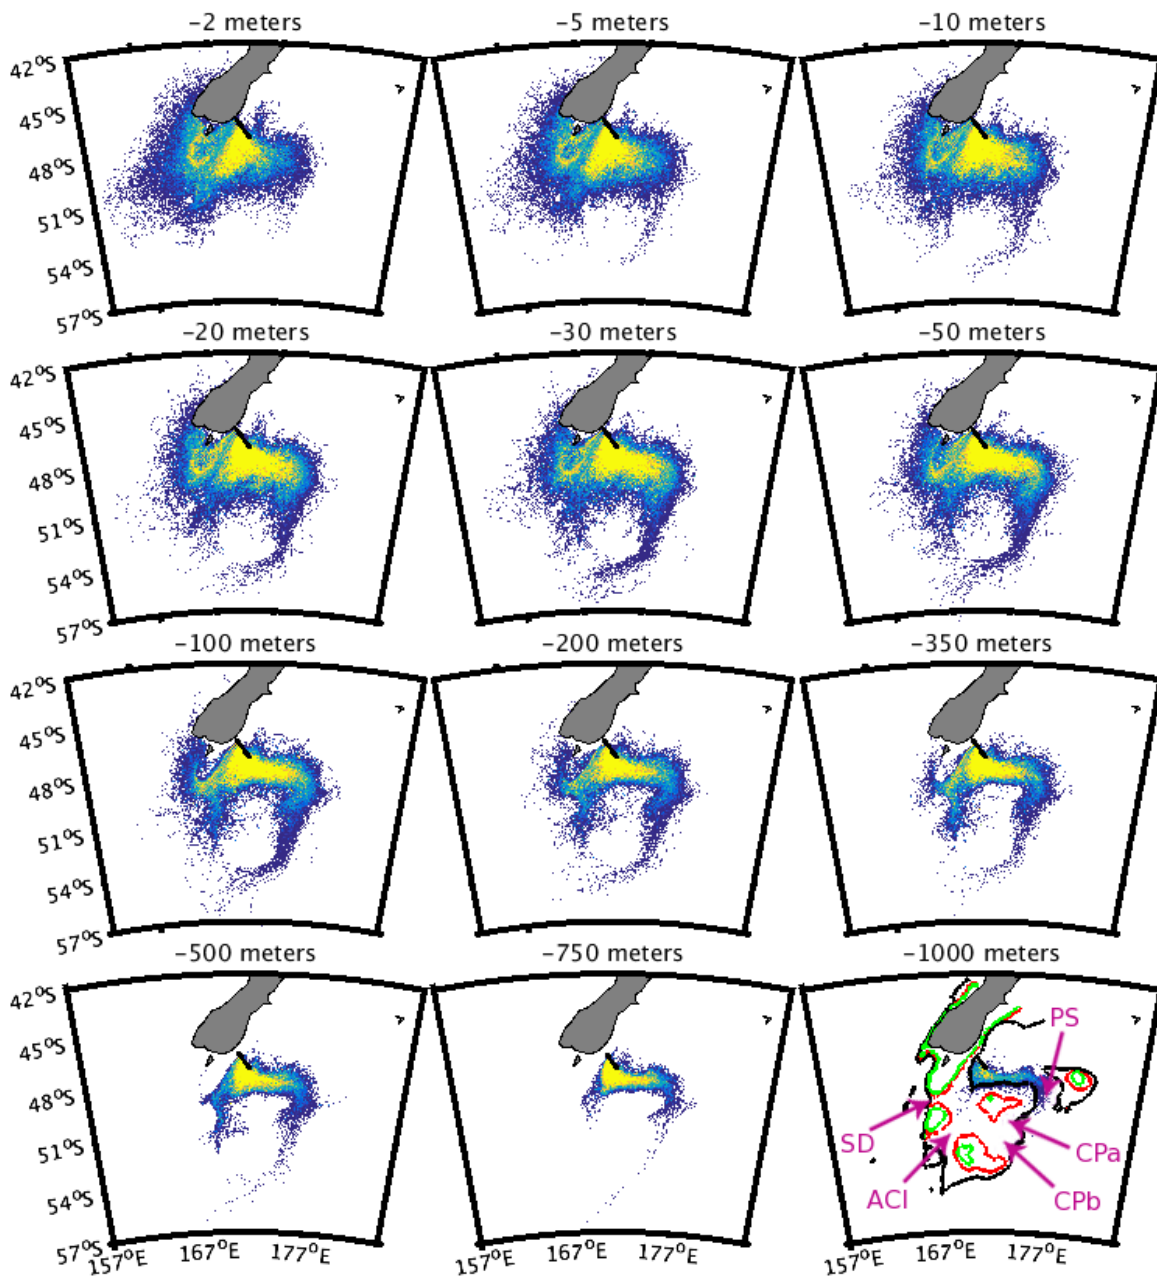 −2 meters −5 meters −10 meters
42°S
45°S
48°S
51°S
54°S
57°S
−20 meters −30 meters −50 meters
42°S
45°S
48°S
51°S
54°S
57°S
−100 meters −200 meters −350 meters
42°S
45°S
48°S
51°S
54°S
57°S
−500 meters −750 meters −1000 meters
42°S
PS
45°S
48°S
SD
CPa
51°S
ACI
CPb
54°S
57°S
157°E 167°E 177°E 157°E 167°E 177°E 157°E 167°E 177°E